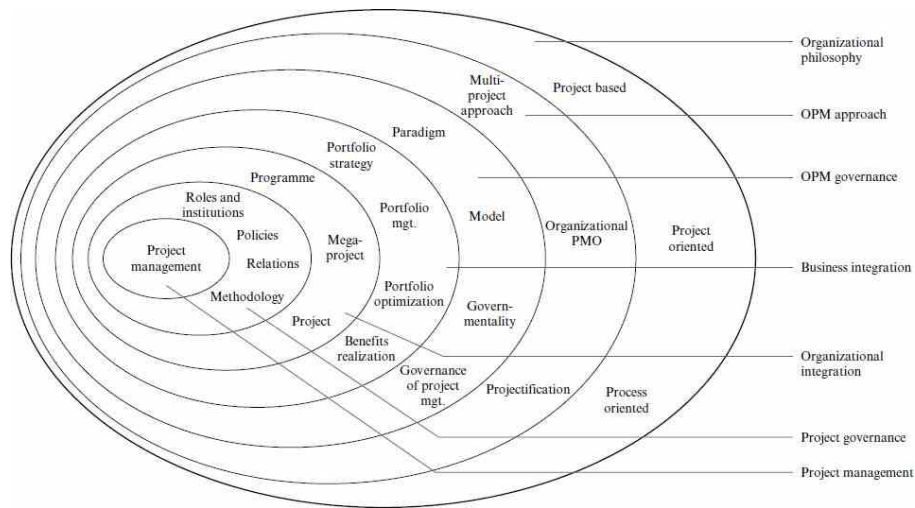 Organizational
philosophy
Multi-
project
approach
Project based
OPM approach
Paradigm
Portfolio
strategy
Programme
OPM governance
Roles and
institutions
Portfolio
mgt.
Model
Organizational
PMO
Project
oriented
Policies
Mega-
project
Project
management
Relations
Business integration
Portfolio
optimization
Methodology
Govern-
mentality
Project
Benefits
realization
Organizational
integration
Governance
of project
mgt.
Projectification
Process
oriented
Project governance
Project management